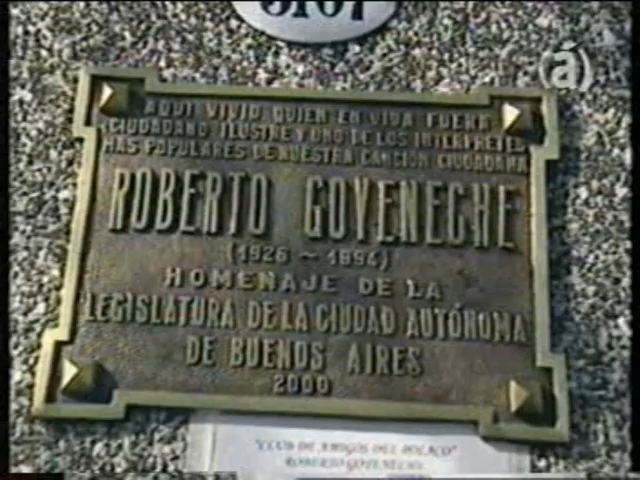 3107
(á)
AQUI VIVIO QUIEN EN VIDA FUERA
CIUDADANO ILUSTRE Y UNO DE LOS INTERPRETES
MAS POPULARES DE NUESTRA CANCION CIUDADANA
ROBERTO GOYENECHE
(1926 ~ 1994)
HOMENAJE DE LA
LEGISLATURA DE LA CIUDAD AUTÓNOMA
DE BUENOS AIRES
2000
"CLUB DE AMIGOS DEL POLACO"
ROBERTO GOYENECHE